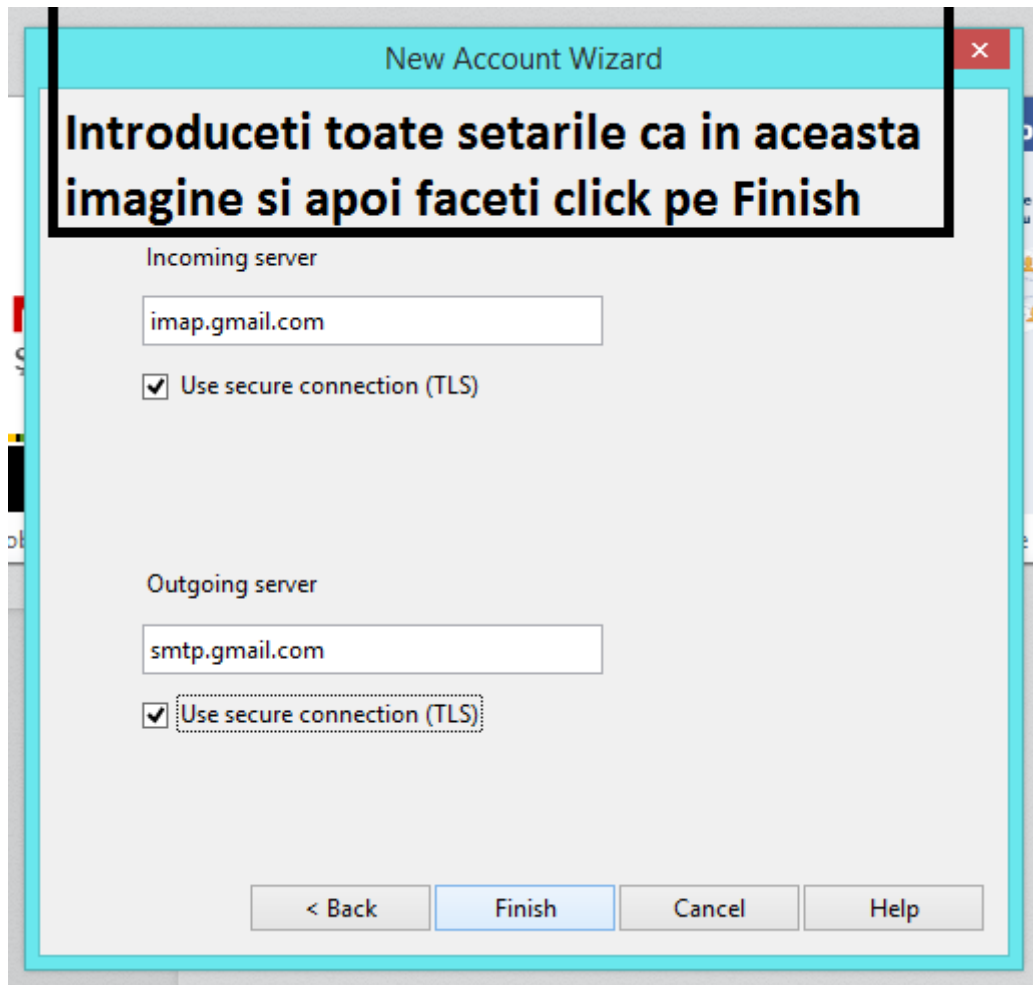 New Account Wizard
Introduceti toate setarile ca in aceasta
imagine si apoi faceti click pe Finish
Incoming server
imap.gmail.com
Use secure connection (TLS)
Outgoing server
smtp.gmail.com
Use secure connection (TLS)
< Back Finish Cancel Help